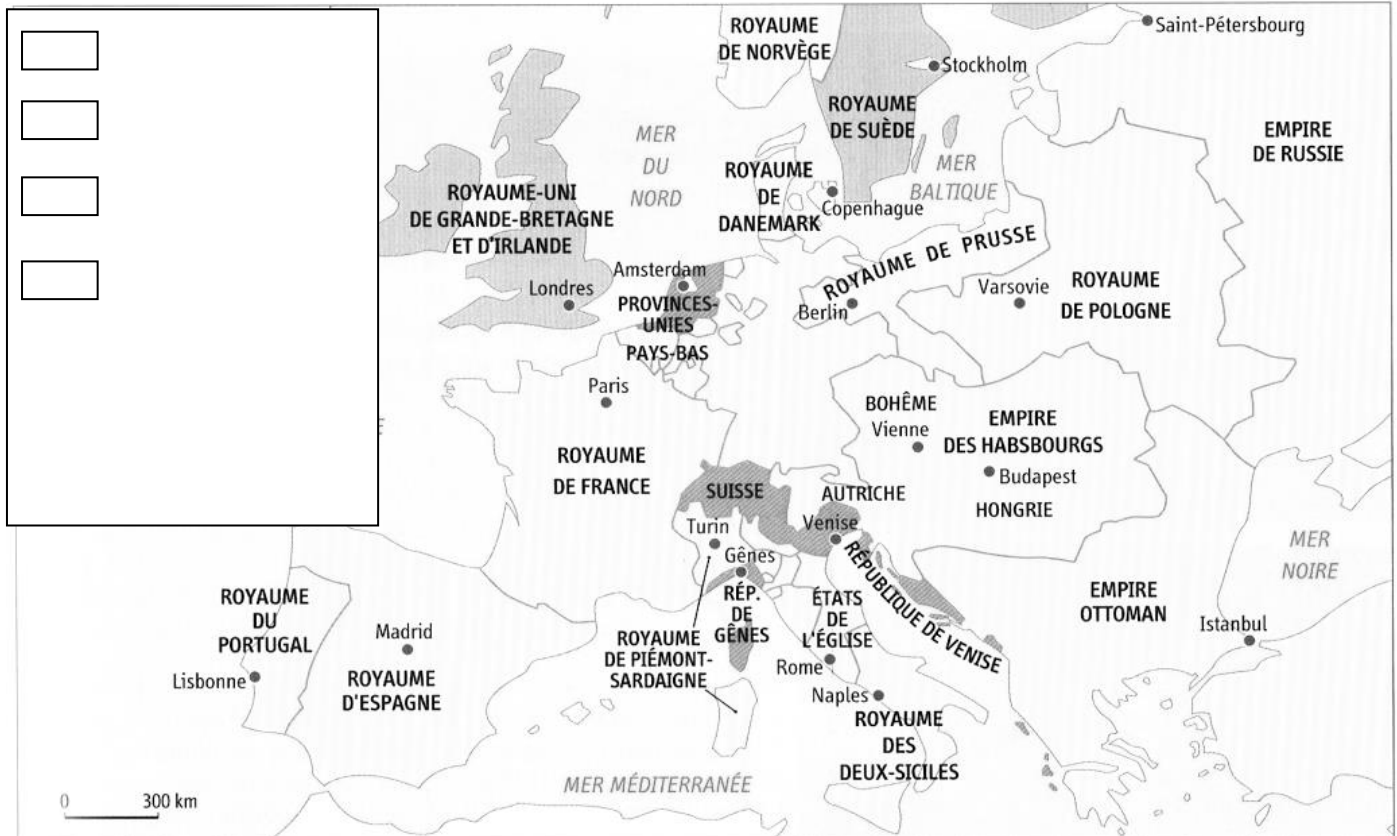 Saint-Pétersbourg
ROYAUME
DE NORVÈGE
Stockholm
ROYAUME
DE SUÈDE
EMPIRE
DE RUSSIE
MER
DU
NORD
MER
BALTIQUE
ROYAUME
DE
DANEMARK
Copenhague
ROYAUME-UNI
DE GRANDE-BRETAGNE
ET D'IRLANDE
Londres
Amsterdam
PROVINCES-
UNIES
PAYS-BAS
ROYAUME DE PRUSSE
Berlin
Varsovie
ROYAUME
DE POLOGNE
Paris
E
ROYAUME
DE FRANCE
BOHÊME
Vienne
EMPIRE
DES HABSBOURGS
Budapest
HONGRIE
SUISSE
AUTRICHE
Turin
Venise
Gênes
RÉP.
DE
GÊNES
RÉPUBLIQUE DE VENISE
ÉTATS
DE
L'ÉGLISE
EMPIRE
OTTOMAN
MER
NOIRE
Istanbul
ROYAUME
DU
PORTUGAL
Lisbonne
Madrid
ROYAUME
D'ESPAGNE
ROYAUME
DE PIÉMONT-
SARDAIGNE
Rome
Naples
ROYAUME
DES
DEUX-SICILES
MER MÉDITERRANÉE
0 300 km